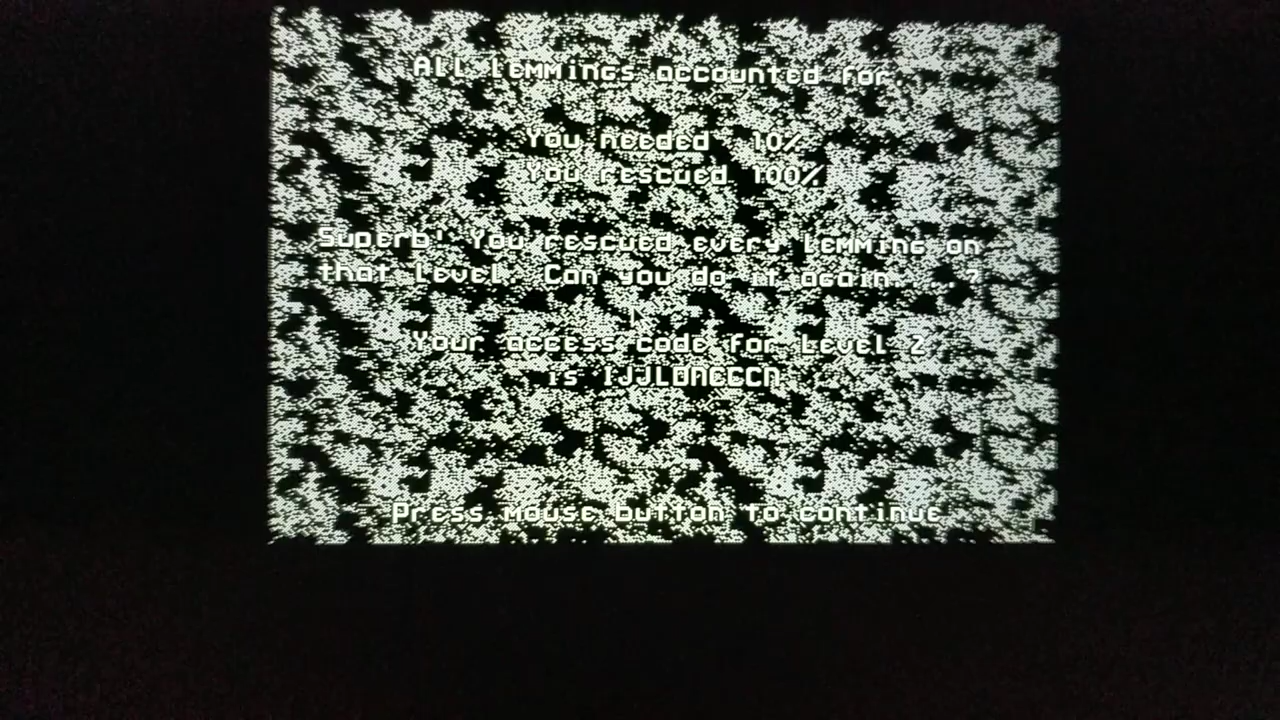 All lemmings accounted for.
You needed 10%
You rescued 100%
Superb! You rescued every lemming on
that level. Can you do it again....?
Your access code for Level 2
is IJJLDNCCCN
Press mouse button to continue